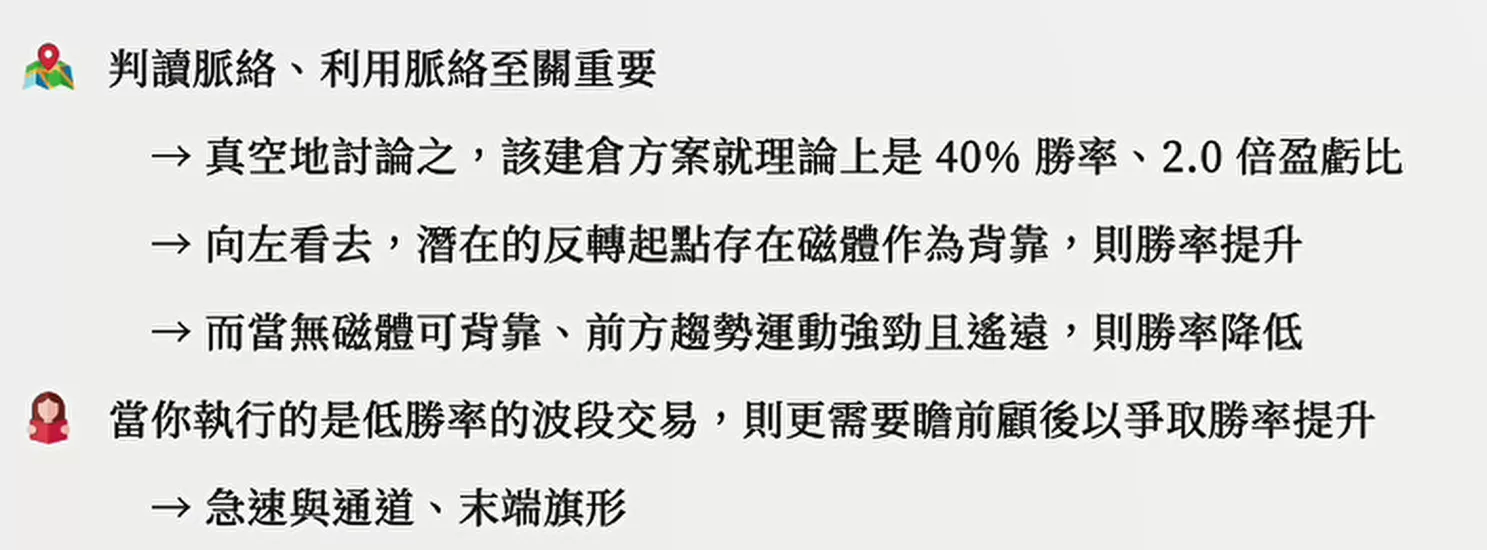 判讀脈絡、利用脈絡至關重要
→ 真空地討論之，該建倉方案就理論上是 40% 勝率、2.0 倍盈虧比
→ 向左看去，潛在的反轉起點存在磁體作為背靠，則勝率提升
→ 而當無磁體可背靠、前方趨勢運動強勁且遙遠，則勝率降低
當你執行的是低勝率的波段交易，則更需要瞻前顧後以爭取勝率提升
→ 急速與通道、末端旗形